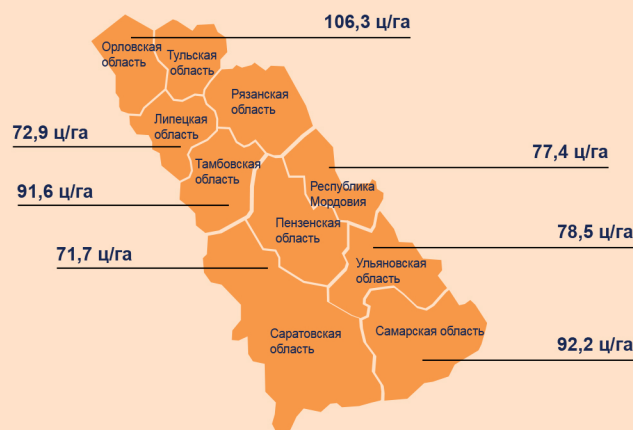 106,3 ц/га
Орловская
область
Тульская
область
Рязанская
область
72,9 ц/га
Липецкая
область
77,4 ц/га
Тамбовская
область
91,6 ц/га
Республика
Мордовия
Пензенская
область
78,5 ц/га
71,7 ц/га
Ульяновская
область
Саратовская
область
Самарская область
92,2 ц/га